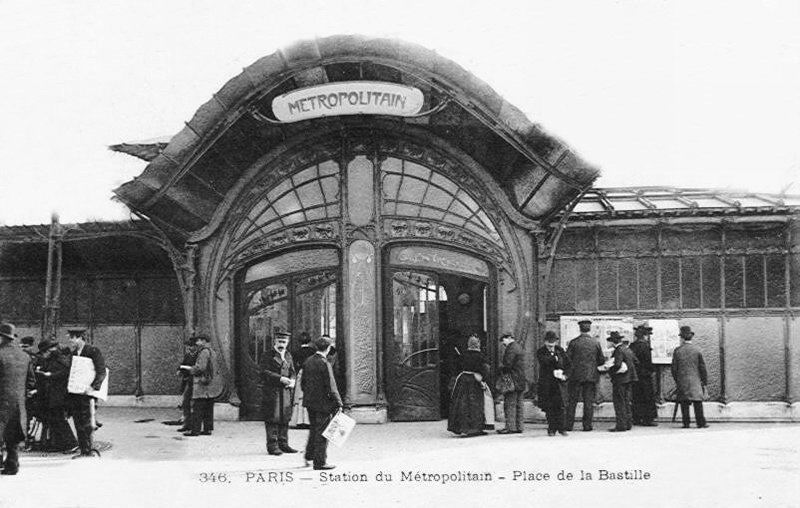 METROPOLITAIN
346. PARIS — Station du Métropolitain - Place de la Bastille